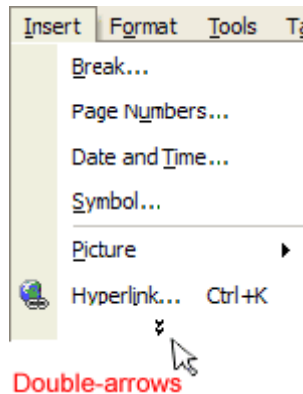 Insert Format Tools
Break...
Page Numbers...
Date and Time...
Symbol...
Picture
Hyperlink... Ctrl+K
Double-arrows